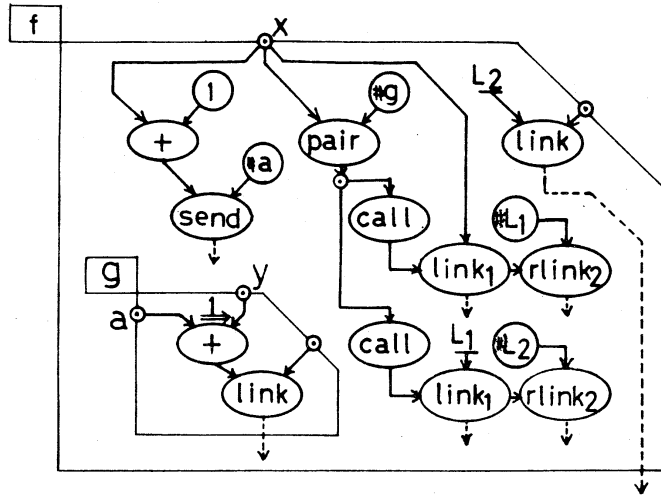 f
x
1
#g
L2
+
pair
link
#a
send
call
#L1
link1
rlink2
g
y
a
1
+
call
L1
#L2
link
link1
rlink2